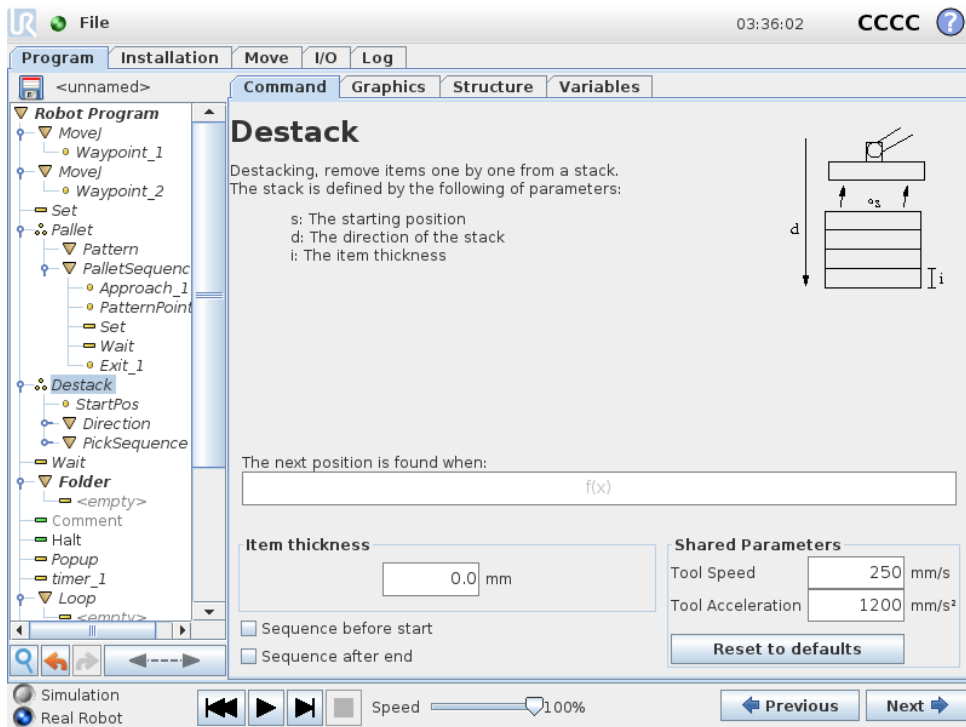 UR File 03:36:02 CCCC ?
Program Installation Move I/O Log
<unnamed>
Command Graphics Structure Variables
Robot Program
MoveJ
Waypoint_1
MoveJ
Waypoint_2
Set
Pallet
Pattern
PalletSequenc
Approach_1
PatternPoint
Set
Wait
Exit_1
Destack
StartPos
Direction
PickSequence
Wait
Folder
<empty>
Comment
Halt
Popup
timer_1
Loop
<empty>
Destack
Destacking, remove items one by one from a stack.
The stack is defined by the following of parameters:
s: The starting position
d: The direction of the stack
i: The item thickness
s
d
i
The next position is found when:
f(x)
Item thickness
0.0 mm
Sequence before start
Sequence after end
Shared Parameters
Tool Speed 250 mm/s
Tool Acceleration 1200 mm/s²
Reset to defaults
Simulation
Real Robot
Speed 100%
Previous Next